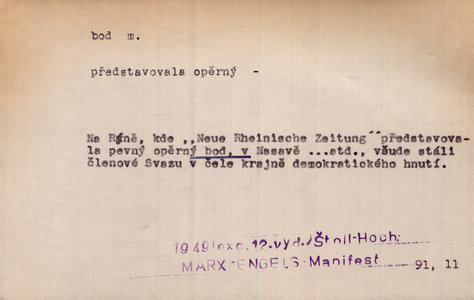 bod m.
představovala opěrný -
Na Rýně, kde ,,Neue Rheinische Zeitung´´představova-
la pevný opěrný bod, v Nasavě ...atd., všude stáli
členové Svazu v čele krajně demokratického hnutí.
1949(exc.12.vyd./Štoll-Hoch:
MARX-ENGELS-Manifest
91, 11